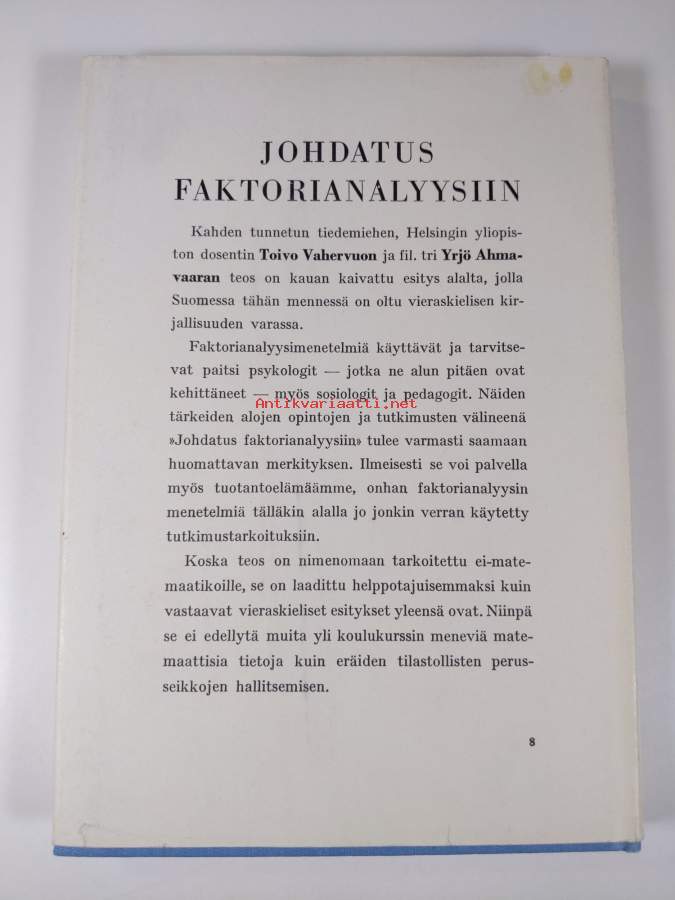 JOHDATUS
FAKTORIANALYYSIIN
Kahden tunnetun tiedemiehen, Helsingin yliopis-
ton dosentin Toivo Vahervuon ja fil. tri Yrjö Ahma-
vaaran teos on kauan kaivattu esitys alalta, jolla
Suomessa tähän mennessä on oltu vieraskielisen kir-
jallisuuden varassa.
Faktorianalyysimenetelmiä käyttävät ja tarvitse-
vat paitsi psykologit — jotka ne alun pitäen ovat
kehittäneet — myös sosiologit ja pedagogit. Näiden
Antikvariaatti.net
tärkeiden alojen opintojen ja tutkimusten välineenä
»Johdatus faktorianalyysiin» tulee varmasti saamaan
huomattavan merkityksen. Ilmeisesti se voi palvella
myös tuotantoelämäämme, onhan faktorianalyysin
menetelmiä tälläkin alalla jo jonkin verran käytetty
tutkimustarkoituksiin.
Koska teos on nimenomaan tarkoitettu ei-mate-
maatikoille, se on laadittu helppotajuisemmaksi kuin
vastaavat vieraskieliset esitykset yleensä ovat. Niinpä
se ei edellytä muita yli koulukurssin meneviä mate-
maattisia tietoja kuin eräiden tilastollisten perus-
seikkojen hallitsemisen.
8